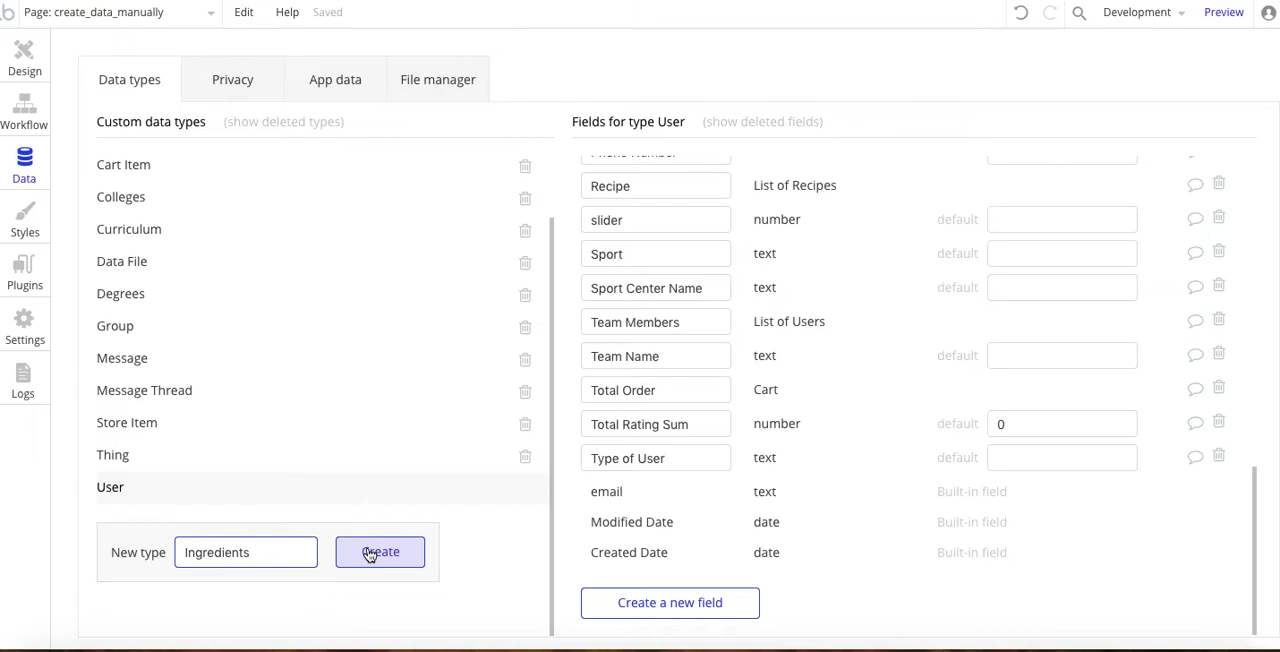 Page: create_data_manually Edit Help Saved Development Preview
Design
Workflow
Data
Styles
Plugins
Settings
Logs
Data types Privacy App data File manager
Custom data types (show deleted types)
Cart Item
Colleges
Curriculum
Data File
Degrees
Group
Message
Message Thread
Store Item
Thing
User
New type Ingredients Create
Fields for type User (show deleted fields)
Recipe List of Recipes
slider number default
Sport text default
Sport Center Name text default
Team Members List of Users
Team Name text default
Total Order Cart
Total Rating Sum number default 0
Type of User text default
email text Built-in field
Modified Date date Built-in field
Created Date date Built-in field
Create a new field